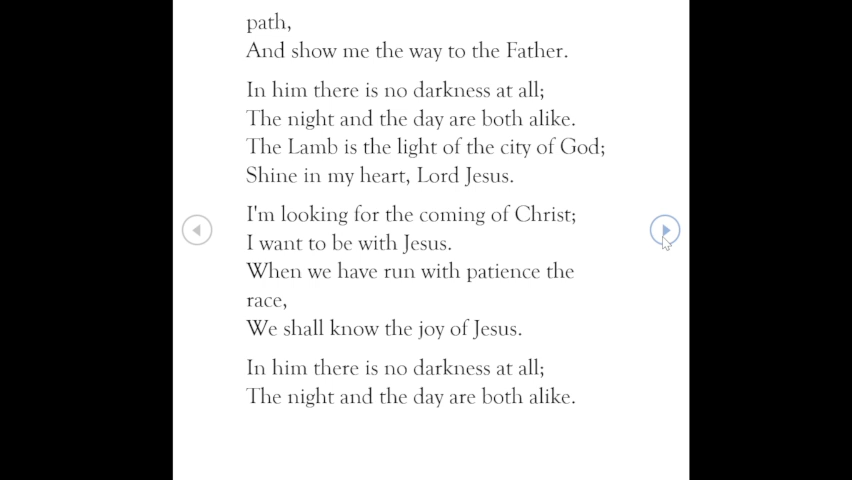 path,
And show me the way to the Father.
In him there is no darkness at all;
The night and the day are both alike.
The Lamb is the light of the city of God;
Shine in my heart, Lord Jesus.
I'm looking for the coming of Christ;
I want to be with Jesus.
When we have run with patience the
race,
We shall know the joy of Jesus.
In him there is no darkness at all;
The night and the day are both alike.